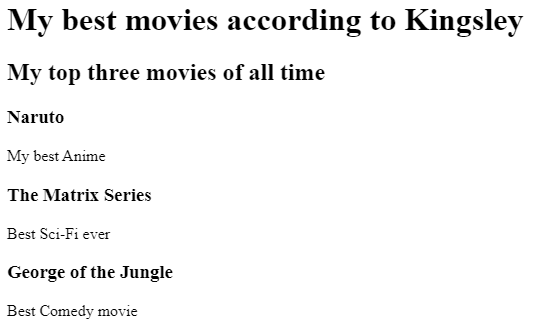 My best movies according to Kingsley
My top three movies of all time
Naruto
My best Anime
The Matrix Series
Best Sci-Fi ever
George of the Jungle
Best Comedy movie